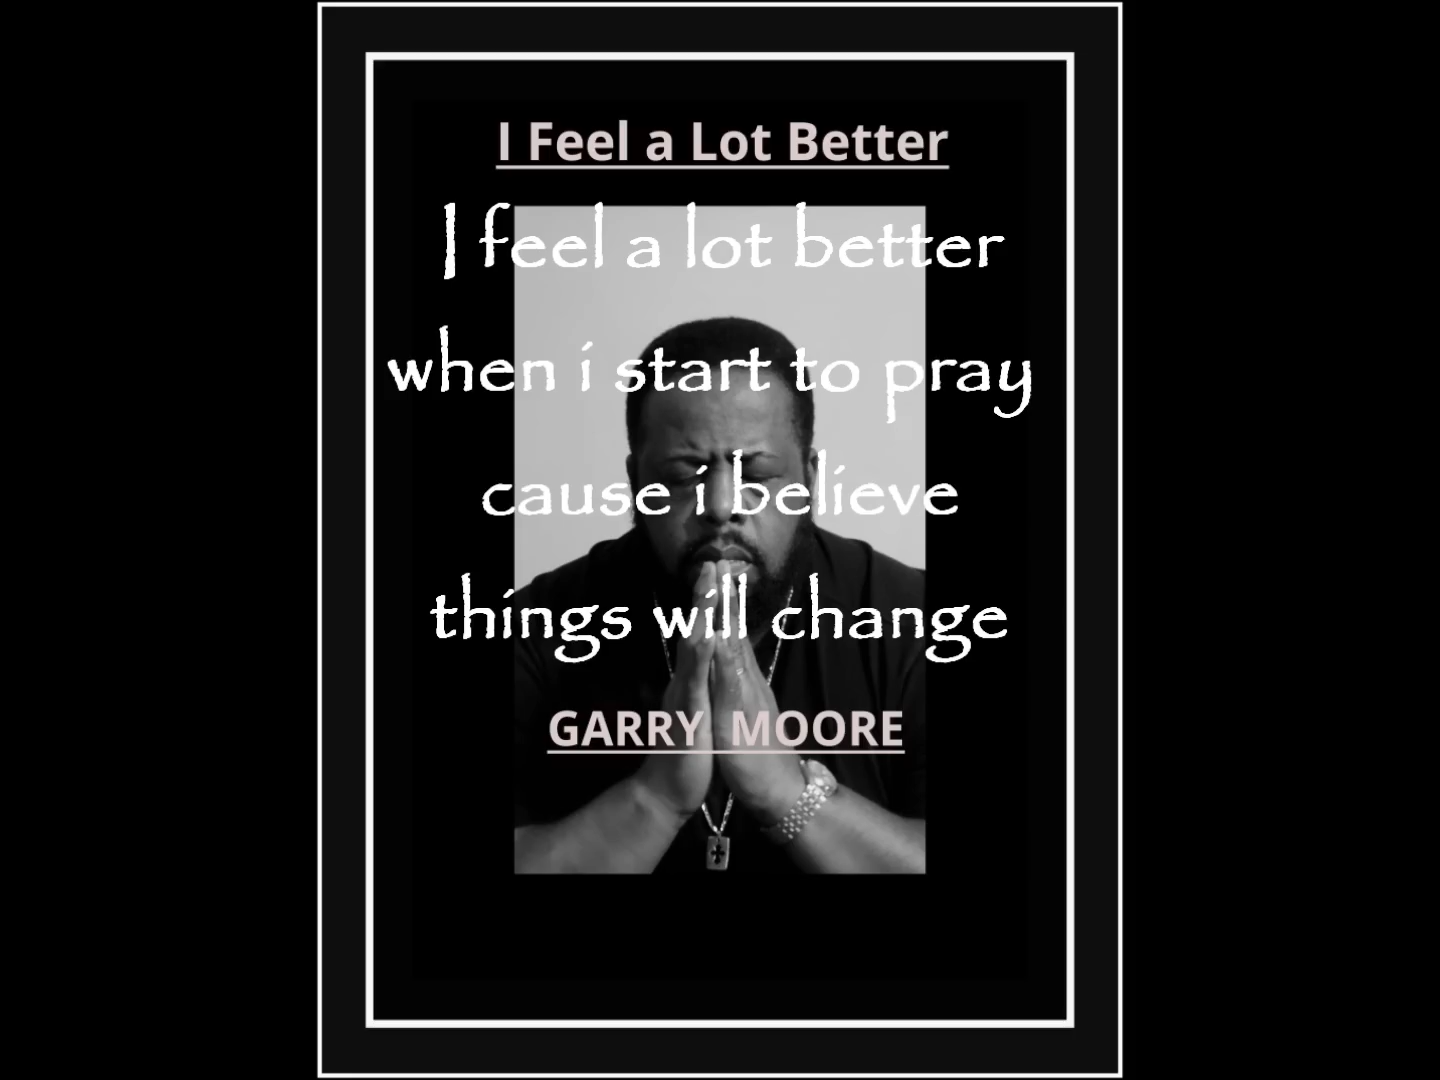 I Feel a Lot Better
I feel a lot better
when i start to pray
cause i believe
things will change
GARRY MOORE